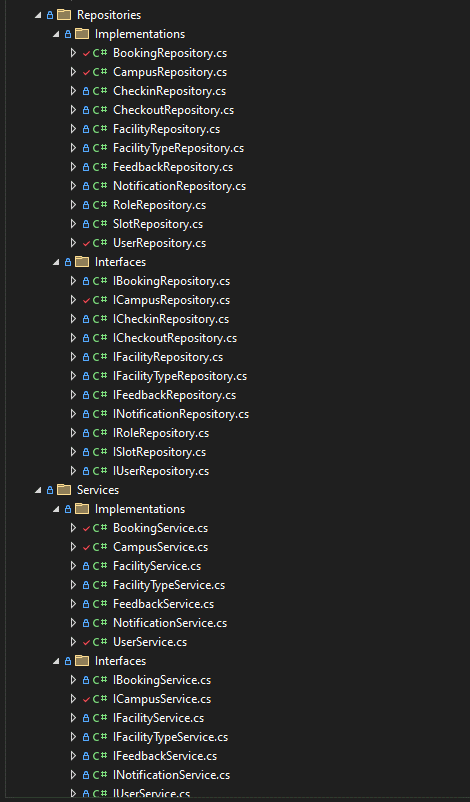 Repositories
Implementations
C# BookingRepository.cs
C# CampusRepository.cs
C# CheckinRepository.cs
C# CheckoutRepository.cs
C# FacilityRepository.cs
C# FacilityTypeRepository.cs
C# FeedbackRepository.cs
C# NotificationRepository.cs
C# RoleRepository.cs
C# SlotRepository.cs
C# UserRepository.cs
Interfaces
C# IBookingRepository.cs
C# ICampusRepository.cs
C# ICheckinRepository.cs
C# ICheckoutRepository.cs
C# IFacilityRepository.cs
C# IFacilityTypeRepository.cs
C# IFeedbackRepository.cs
C# INotificationRepository.cs
C# IRoleRepository.cs
C# ISlotRepository.cs
C# IUserRepository.cs
Services
Implementations
C# BookingService.cs
C# CampusService.cs
C# FacilityService.cs
C# FacilityTypeService.cs
C# FeedbackService.cs
C# NotificationService.cs
C# UserService.cs
Interfaces
C# IBookingService.cs
C# ICampusService.cs
C# IFacilityService.cs
C# IFacilityTypeService.cs
C# IFeedbackService.cs
C# INotificationService.cs
C# IUserService.cs